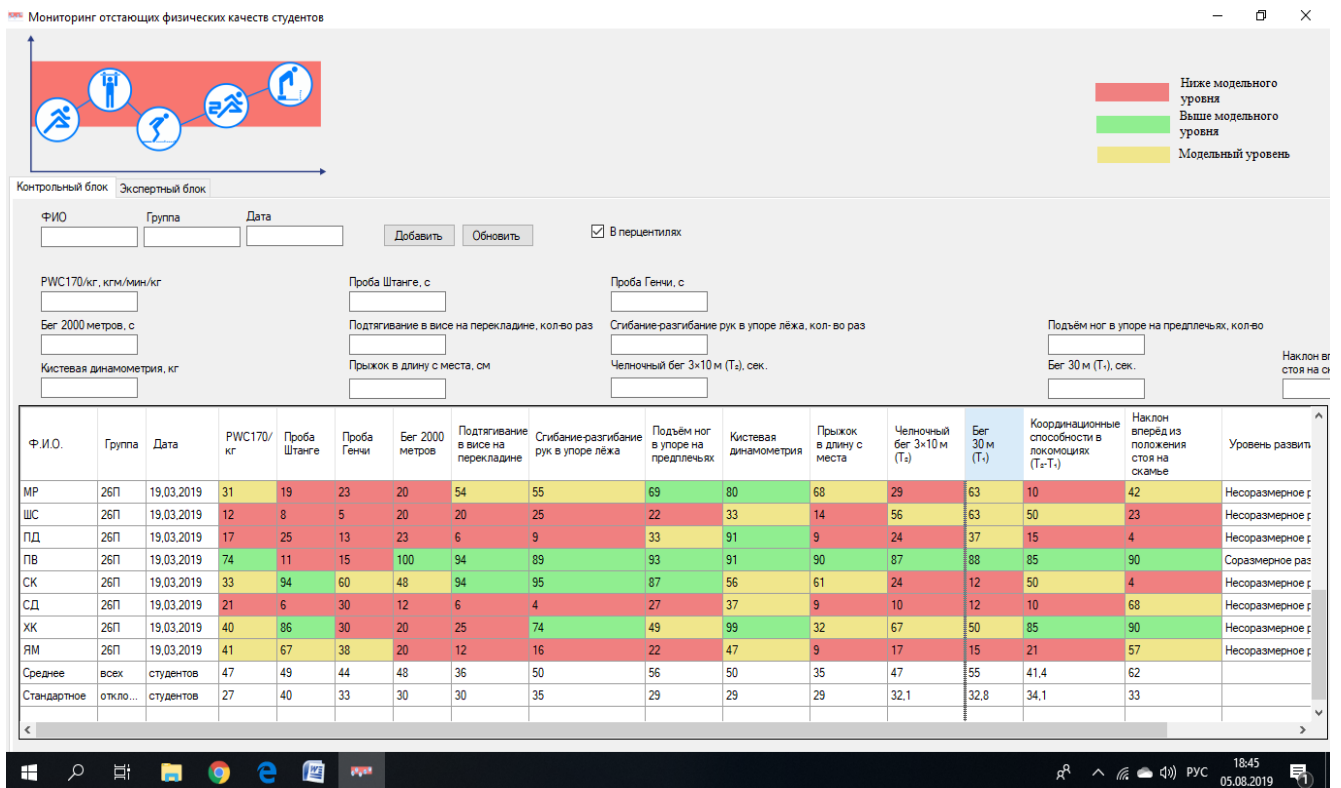 Мониторинг отстающих физических качеств студентов
Ниже модельного
уровня
Выше модельного
уровня
Модельный уровень
Контрольный блок Экспертный блок
ФИО Группа Дата
Добавить Обновить В перцентилях
PWC170/кг, кгм/мин/кг Проба Штанге, с Проба Генчи, с
Бег 2000 метров, с Подтягивание в висе на перекладине, кол-во раз Сгибание-разгибание рук в упоре лёжа, кол- во раз Подъём ног в упоре на предплечьях, кол-во
Кистевая динамометрия, кг Прыжок в длину с места, см Челночный бег 3×10 м (T₂), сек. Бег 30 м (T₁), сек. Наклон вп
стоя на ск
Ф.И.О. Группа Дата PWC170/
кг Проба
Штанге Проба
Генчи Бег 2000
метров Подтягивание
в висе на
перекладине Сгибание-разгибание
рук в упоре лёжа Подъём ног
в упоре на
предплечьях Кистевая
динамометрия Прыжок
в длину с
места Челночный
бег 3×10 м
(T₂) Бег
30 м
(T₁) Координационные
способности в
локомоциях
(T₂-T₁) Наклон
вперёд из
положения
стоя на
скамье Уровень развити
МР 26П 19.03.2019 31 19 23 20 54 55 69 80 68 29 63 10 42 Несоразмерное р
ШС 26П 19.03.2019 12 8 5 20 20 25 22 33 14 56 63 50 23 Несоразмерное р
ПД 26П 19.03.2019 17 25 13 23 6 9 33 91 9 24 37 15 4 Несоразмерное р
ПВ 26П 19.03.2019 74 11 15 100 94 89 93 91 90 87 88 85 90 Соразмерное раз
СК 26П 19.03.2019 33 94 60 48 94 95 87 56 61 24 12 50 4 Несоразмерное р
СД 26П 19.03.2019 21 6 30 12 6 4 27 37 9 10 12 10 68 Несоразмерное р
ХК 26П 19.03.2019 40 86 30 20 25 74 49 99 32 67 50 85 90 Несоразмерное р
ЯМ 26П 19.03.2019 41 67 38 20 12 16 22 47 9 17 15 21 57 Несоразмерное р
Среднее всех студентов 47 49 44 48 36 50 56 50 35 47 55 41,4 62
Стандартное откло... студентов 27 40 33 30 30 35 29 29 29 32,1 32,8 34,1 33
РУС 18:45
05.08.2019
1